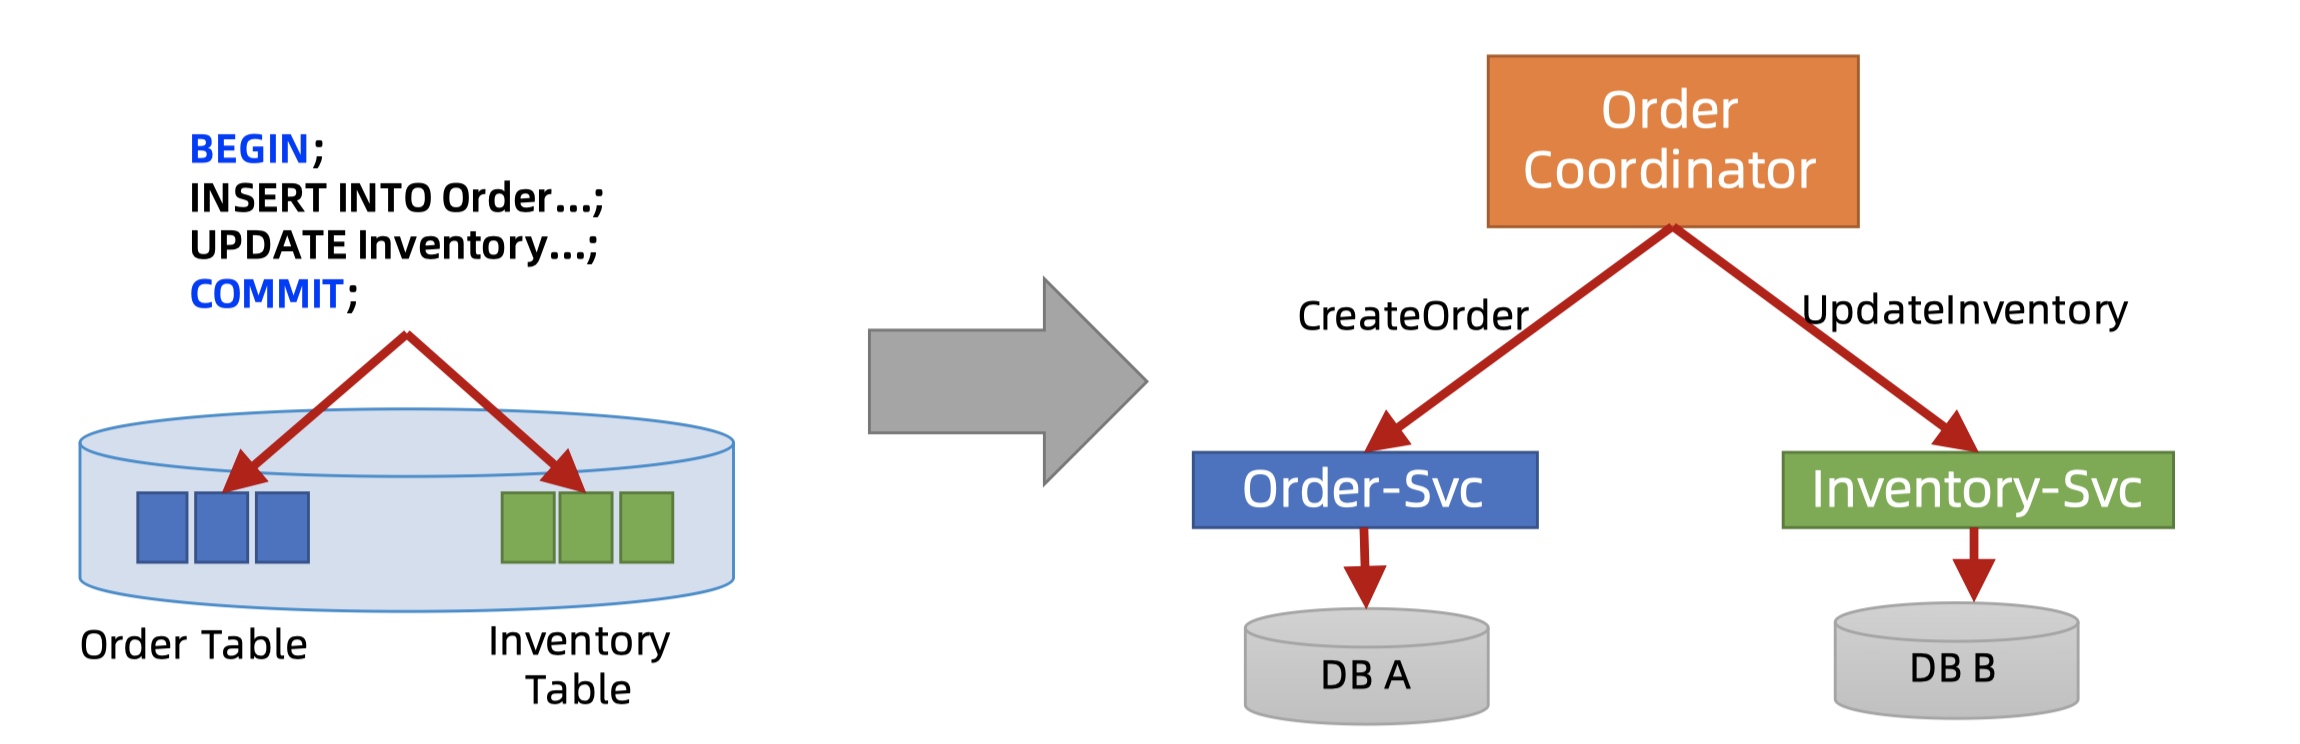 BEGIN;
INSERT INTO Order...;
UPDATE Inventory...;
COMMIT;
Order Table
Inventory
Table
Order
Coordinator
CreateOrder
UpdateInventory
Order-Svc
Inventory-Svc
DB A
DB B